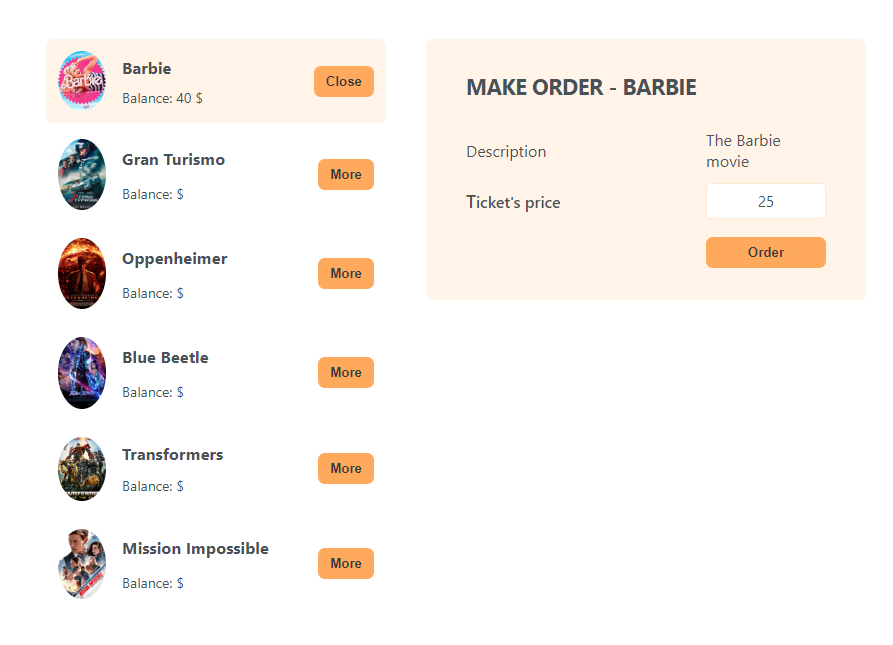 Barbie
Barbie
Balance: 40 $
Close
Gran Turismo
Balance: $
More
Oppenheimer
Balance: $
More
Blue Beetle
Balance: $
More
Transformers
Balance: $
More
Mission Impossible
Balance: $
More
MAKE ORDER - BARBIE
Description
The Barbie
movie
Ticket's price
25
Order